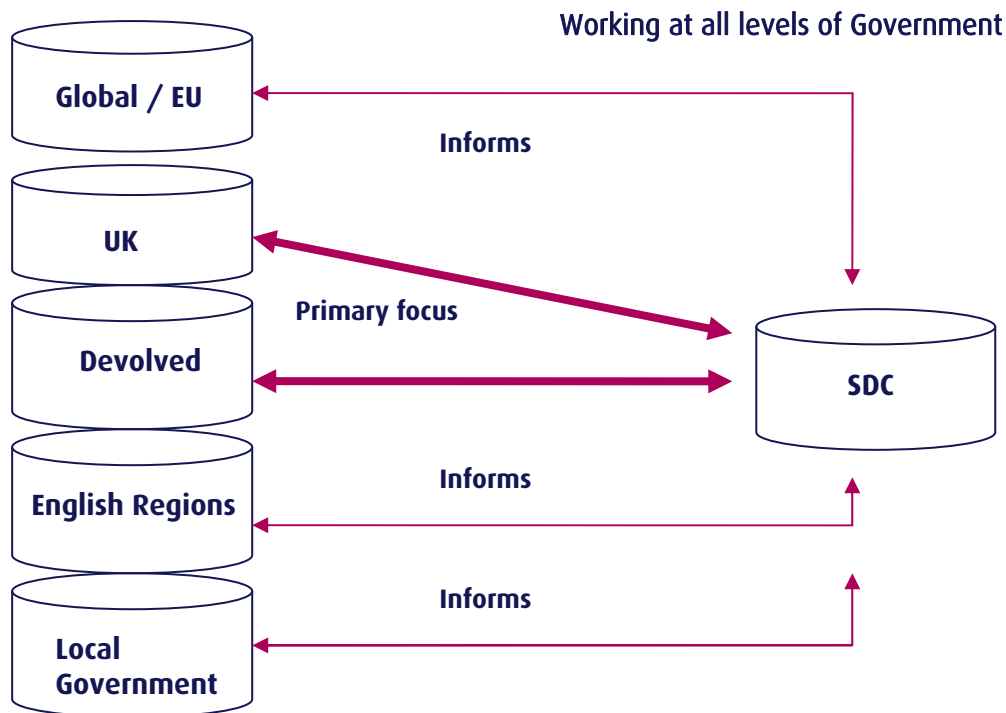 Working at all levels of Government
Global / EU
Informs
UK
Primary focus
Devolved
SDC
Informs
English Regions
Informs
Local
Government